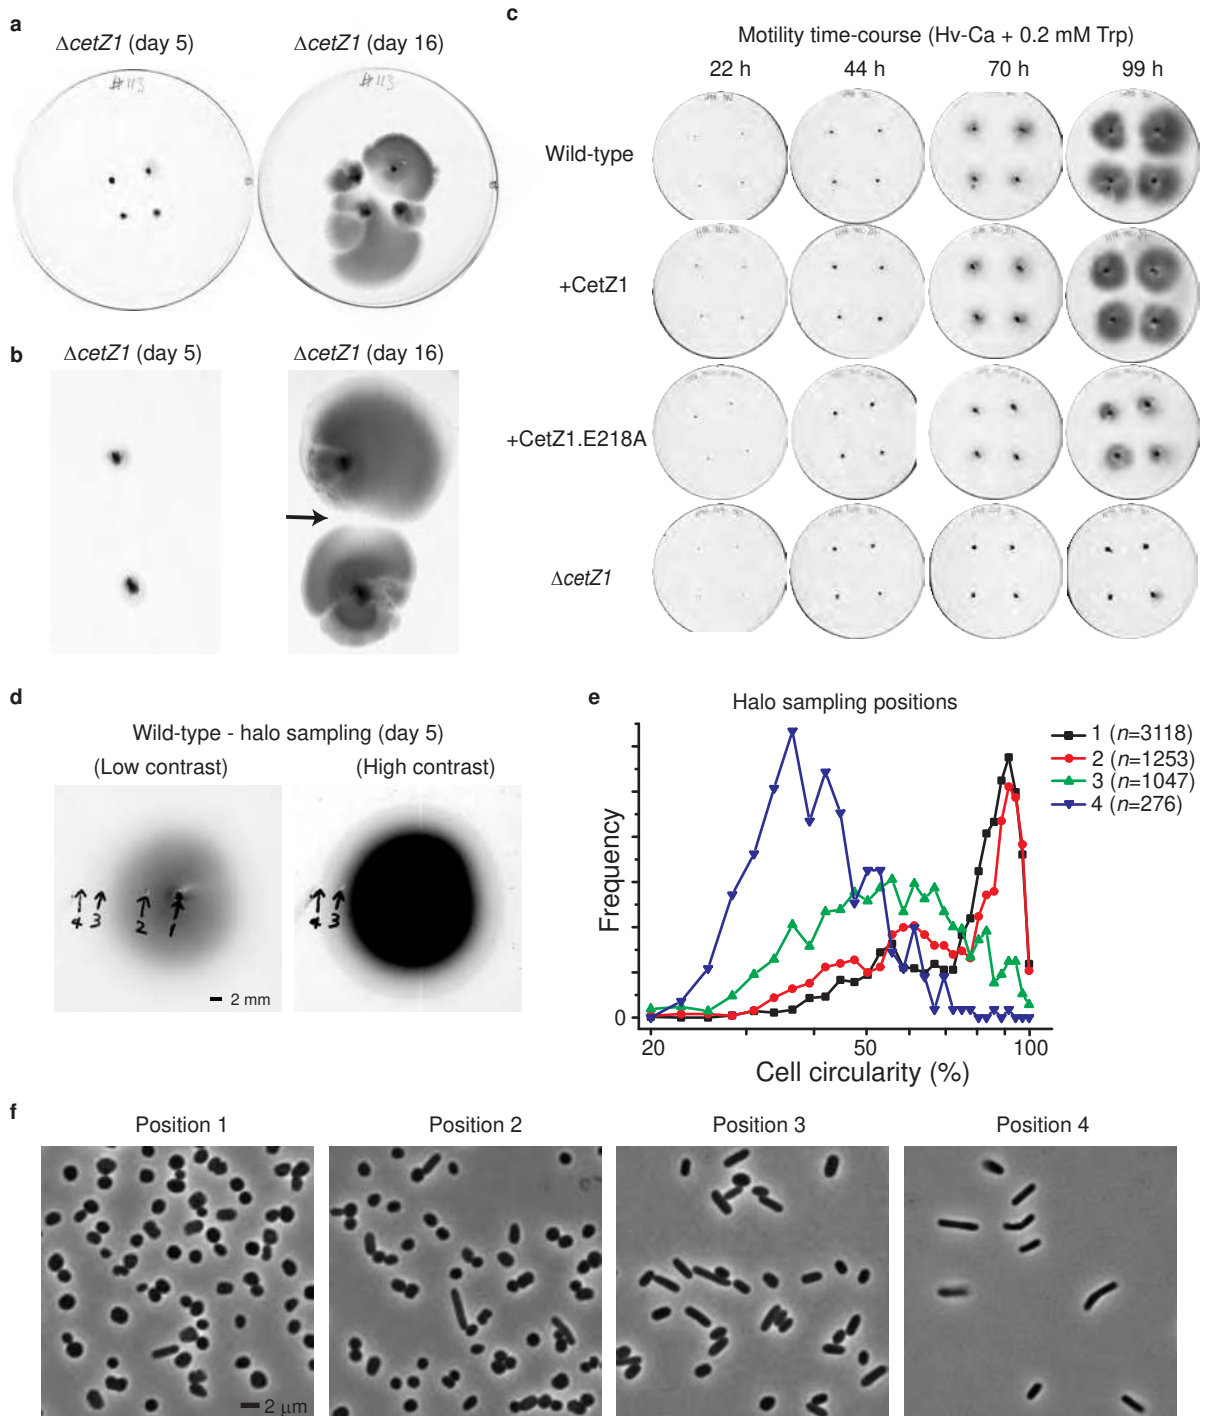 a
ΔcetZ1 (day 5)
ΔcetZ1 (day 16)
#113
#113
b
ΔcetZ1 (day 5)
ΔcetZ1 (day 16)
c
Motility time-course (Hv-Ca + 0.2 mM Trp)
22 h
44 h
70 h
99 h
Wild-type
+CetZ1
+CetZ1.E218A
ΔcetZ1
d
Wild-type - halo sampling (day 5)
(Low contrast)
(High contrast)
4 3 2 1
2 mm
4 3
e
Halo sampling positions
1 (n=3118)
2 (n=1253)
3 (n=1047)
4 (n=276)
Frequency
0
20
50
100
Cell circularity (%)
f
Position 1
Position 2
Position 3
Position 4
2 μm